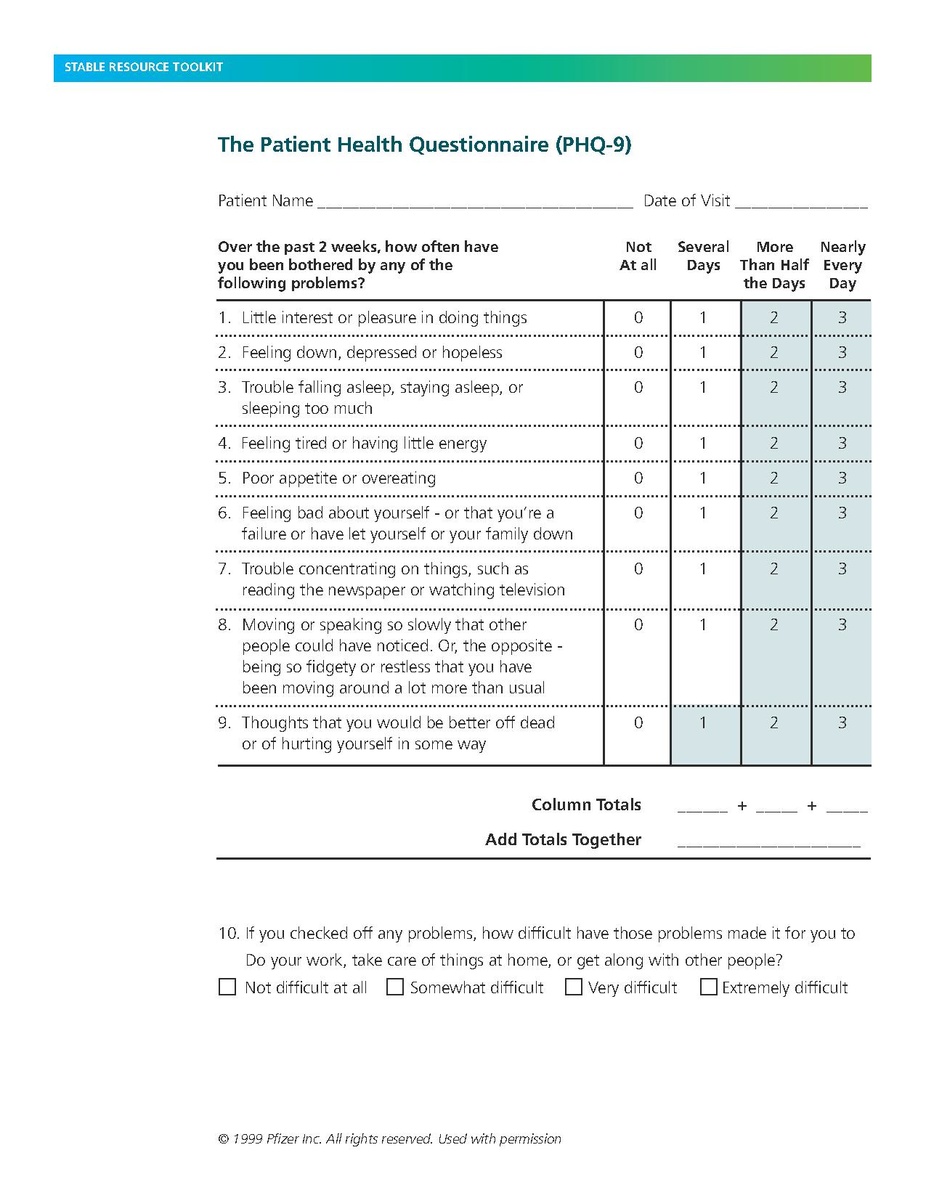 STABLE RESOURCE TOOLKIT
The Patient Health Questionnaire (PHQ-9)
Patient Name ______________________________________ Date of Visit ________________
Over the past 2 weeks, how often have you been bothered by any of the following problems?
Not At all
Several Days
More Than Half the Days
Nearly Every Day
1. Little interest or pleasure in doing things 0 1 2 3
2. Feeling down, depressed or hopeless 0 1 2 3
3. Trouble falling asleep, staying asleep, or 0 1 2 3
sleeping too much
4. Feeling tired or having little energy 0 1 2 3
5. Poor appetite or overeating 0 1 2 3
6. Feeling bad about yourself - or that you’re a 0 1 2 3
failure or have let yourself or your family down
7. Trouble concentrating on things, such as 0 1 2 3
reading the newspaper or watching television
8. Moving or speaking so slowly that other 0 1 2 3
people could have noticed. Or, the opposite -
being so fidgety or restless that you have
been moving around a lot more than usual
9. Thoughts that you would be better off dead 0 1 2 3
or of hurting yourself in some way
Column Totals ______ + _____ + _____
Add Totals Together ______________________
10. If you checked off any problems, how difficult have those problems made it for you to
Do your work, take care of things at home, or get along with other people?
☐ Not difficult at all ☐ Somewhat difficult ☐ Very difficult ☐ Extremely difficult
© 1999 Pfizer Inc. All rights reserved. Used with permission